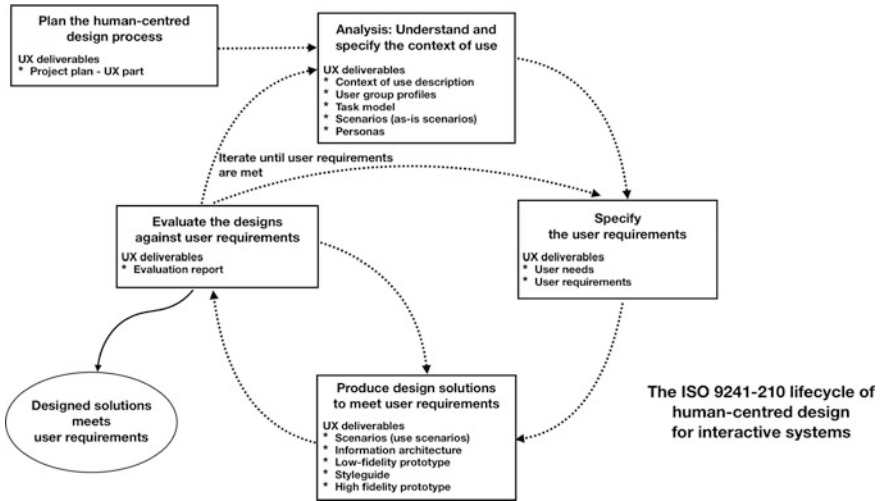 Plan the human-centred
design process
UX deliverables
* Project plan - UX part
Analysis: Understand and
specify the context of use
UX deliverables
* Context of use description
* User group profiles
* Task model
* Scenarios (as-is scenarios)
* Personas
Iterate until user requirements
are met
Evaluate the designs
against user requirements
UX deliverables
* Evaluation report
Specify
the user requirements
UX deliverables
* User needs
* User requirements
Designed solutions
meets
user requirements
Produce design solutions
to meet user requirements
UX deliverables
* Scenarios (use scenarios)
* Information architecture
* Low-fidelity prototype
* Styleguide
* High fidelity prototype
The ISO 9241-210 lifecycle of
human-centred design
for interactive systems